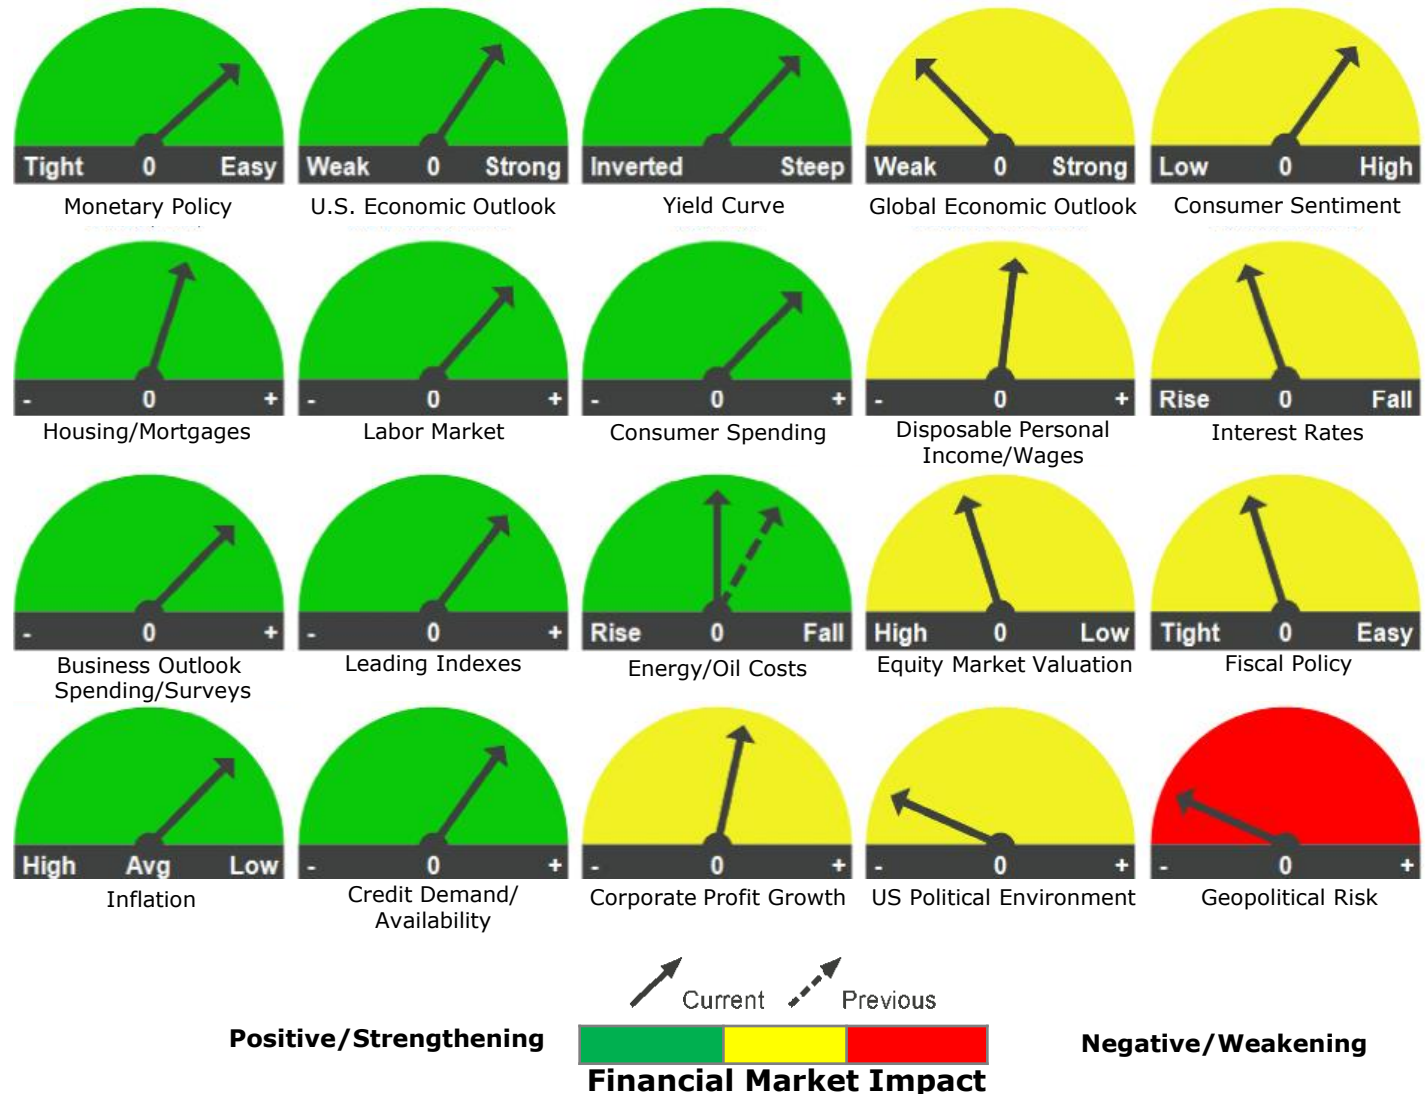 Tight 0 Easy Weak 0 Strong Inverted Steep Weak 0 Strong Low 0 High
Monetary Policy U.S. Economic Outlook Yield Curve Global Economic Outlook Consumer Sentiment
- 0 + - 0 + - 0 + - 0 + Rise 0 Fall
Housing/Mortgages Labor Market Consumer Spending Disposable Personal Interest Rates
Income/Wages
- 0 + - 0 + Rise 0 Fall High 0 Low Tight 0 Easy
Business Outlook Leading Indexes Energy/Oil Costs Equity Market Valuation Fiscal Policy
Spending/Surveys
High Avg Low - 0 + - 0 + - 0 + - 0 +
Inflation Credit Demand/ Corporate Profit Growth US Political Environment Geopolitical Risk
Availability
Current Previous
Positive/Strengthening Negative/Weakening
Financial Market Impact